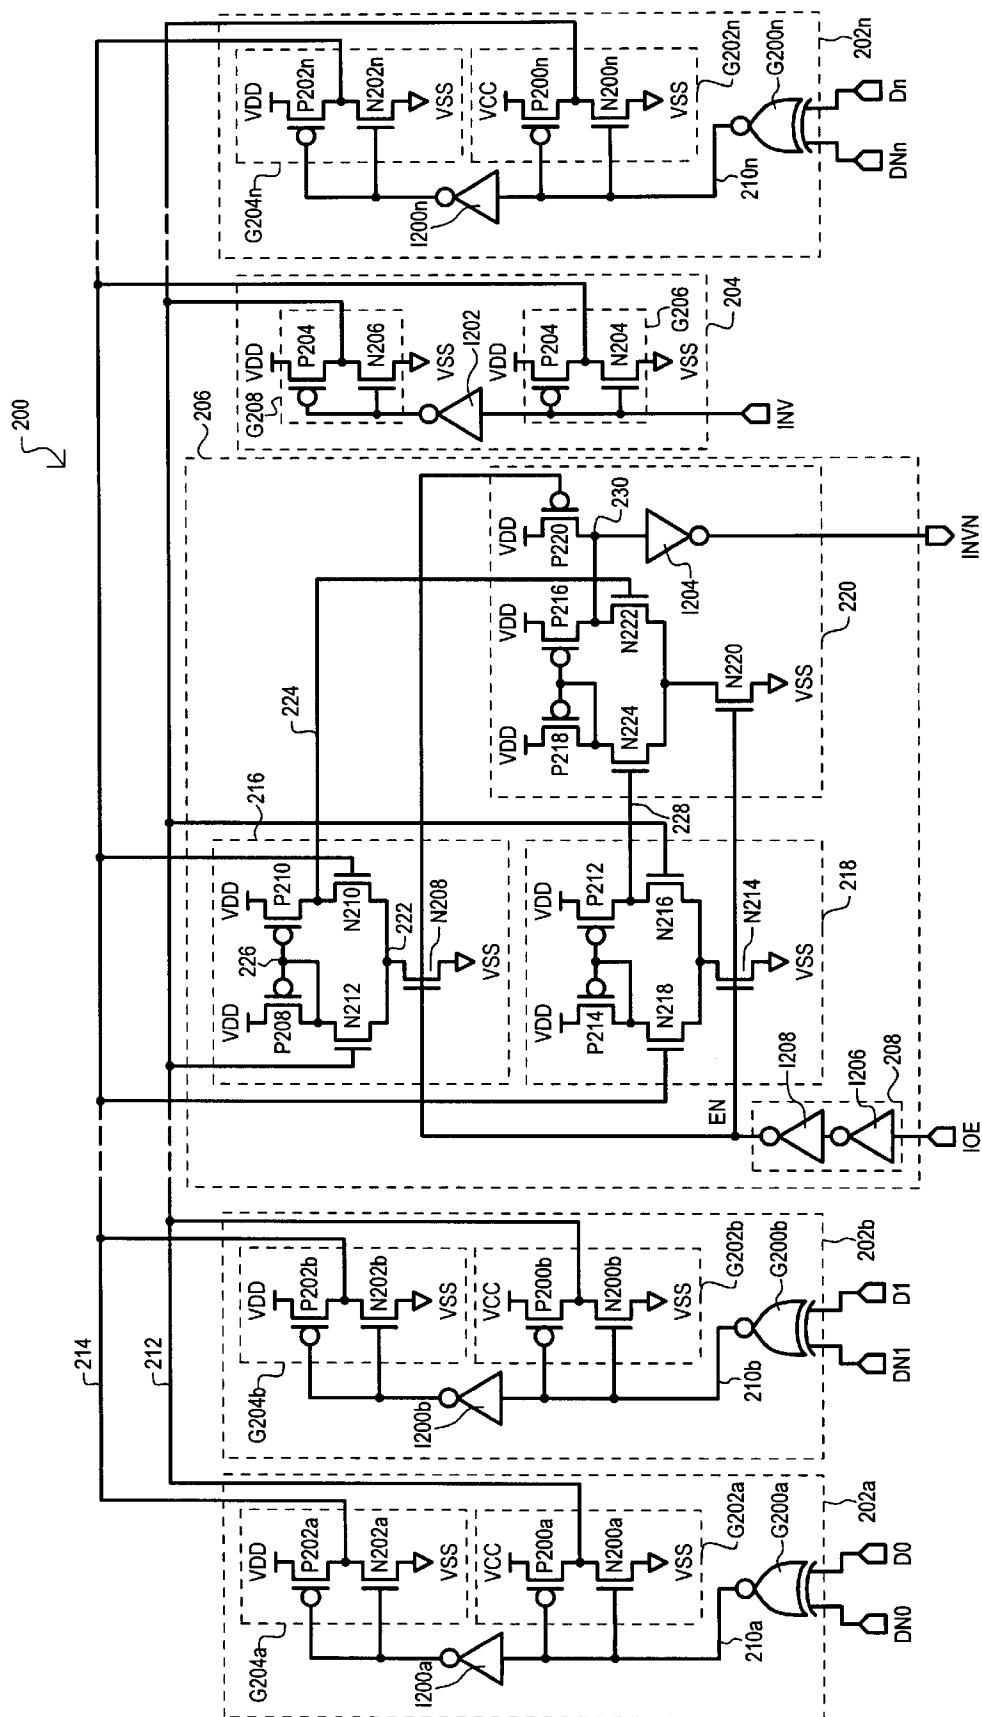 200
214
212
VDD
P202a
N202a
VSS
G204a
I200a
VCC
P200a
N200a
VSS
G202a
G200a
210a
202a
DN0
D0
VDD
P202b
N202b
VSS
G204b
I200b
VCC
P200b
N200b
VSS
G202b
G200b
210b
202b
DN1
D1
206
216
VDD
P208
226
VDD
P210
N212
N210
222
N208
VSS
224
VDD
P214
VDD
P212
N218
N216
N214
VSS
218
228
EN
I208
I206
208
IOE
VDD
P218
VDD
P216
VDD
P220
230
N224
N222
I204
N220
VSS
220
INVN
VDD
P204
N206
VSS
G208
I202
VDD
P204
N204
VSS
G206
204
INV
VDD
P202n
N202n
VSS
G204n
I200n
VCC
P200n
N200n
VSS
G202n
G200n
210n
202n
DNn
Dn